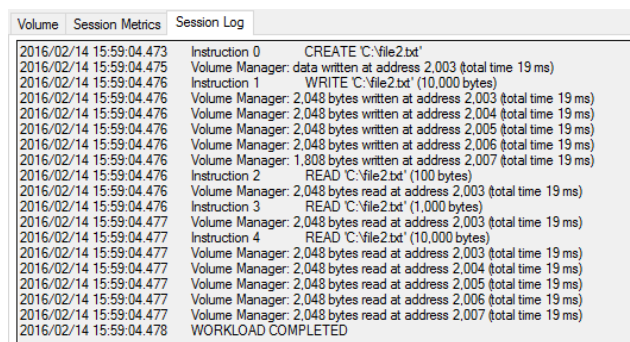 Volume Session Metrics Session Log
2016/02/14 15:59:04.473 Instruction 0 CREATE 'C:\file2.txt'
2016/02/14 15:59:04.475 Volume Manager: data written at address 2,003 (total time 19 ms)
2016/02/14 15:59:04.476 Instruction 1 WRITE 'C:\file2.txt' (10,000 bytes)
2016/02/14 15:59:04.476 Volume Manager: 2,048 bytes written at address 2,003 (total time 19 ms)
2016/02/14 15:59:04.476 Volume Manager: 2,048 bytes written at address 2,004 (total time 19 ms)
2016/02/14 15:59:04.476 Volume Manager: 2,048 bytes written at address 2,005 (total time 19 ms)
2016/02/14 15:59:04.476 Volume Manager: 2,048 bytes written at address 2,006 (total time 19 ms)
2016/02/14 15:59:04.476 Volume Manager: 1,808 bytes written at address 2,007 (total time 19 ms)
2016/02/14 15:59:04.476 Instruction 2 READ 'C:\file2.txt' (100 bytes)
2016/02/14 15:59:04.476 Volume Manager: 2,048 bytes read at address 2,003 (total time 19 ms)
2016/02/14 15:59:04.476 Instruction 3 READ 'C:\file2.txt' (1,000 bytes)
2016/02/14 15:59:04.477 Volume Manager: 2,048 bytes read at address 2,003 (total time 19 ms)
2016/02/14 15:59:04.477 Instruction 4 READ 'C:\file2.txt' (10,000 bytes)
2016/02/14 15:59:04.477 Volume Manager: 2,048 bytes read at address 2,003 (total time 19 ms)
2016/02/14 15:59:04.477 Volume Manager: 2,048 bytes read at address 2,004 (total time 19 ms)
2016/02/14 15:59:04.477 Volume Manager: 2,048 bytes read at address 2,005 (total time 19 ms)
2016/02/14 15:59:04.477 Volume Manager: 2,048 bytes read at address 2,006 (total time 19 ms)
2016/02/14 15:59:04.477 Volume Manager: 2,048 bytes read at address 2,007 (total time 19 ms)
2016/02/14 15:59:04.478 WORKLOAD COMPLETED